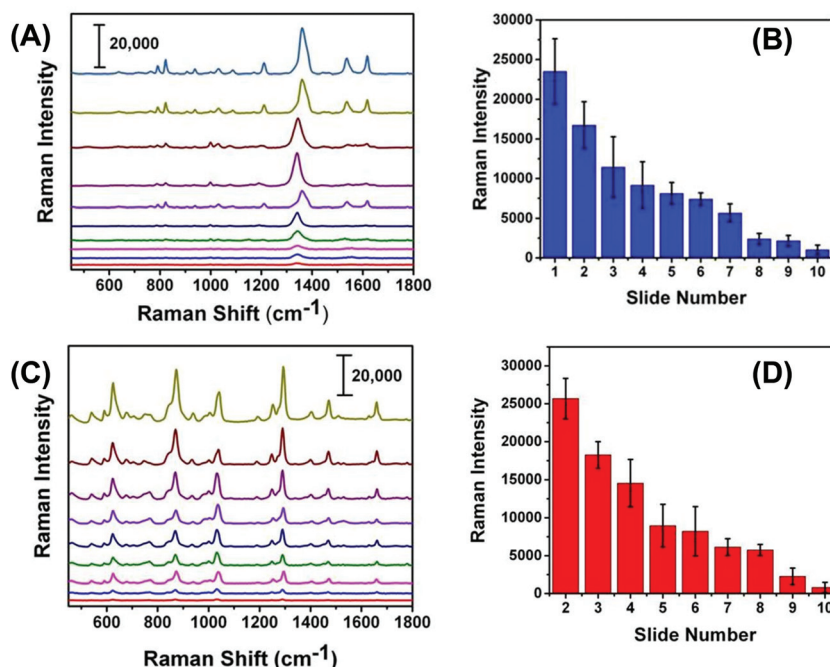 (A)
20,000
Raman Intensity
400 600 800 1000 1200 1400 1600 1800
Raman Shift (cm-1)
(B)
30000
25000
20000
15000
10000
5000
0
Raman Intensity
1 2 3 4 5 6 7 8 9 10
Slide Number
(C)
20,000
Raman Intensity
600 800 1000 1200 1400 1600 1800
Raman Shift (cm-1)
(D)
30000
25000
20000
15000
10000
5000
0
Raman Intensity
2 3 4 5 6 7 8 9 10
Slide Number